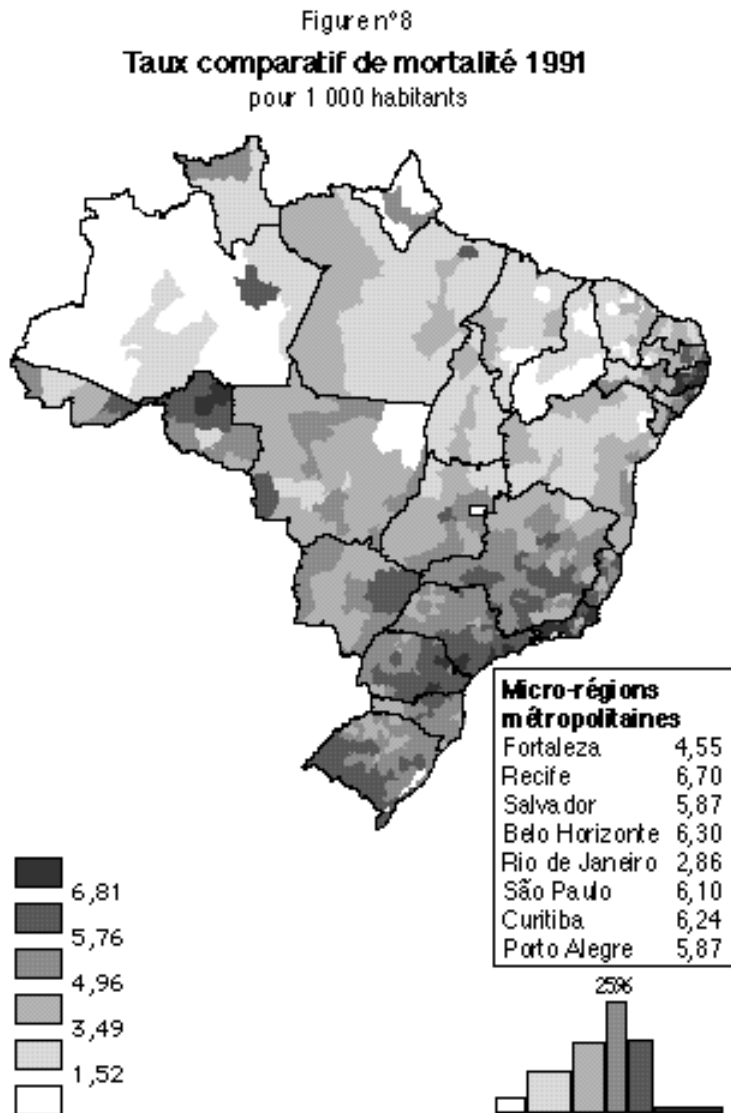 Figure n°8
Taux comparatif de mortalité 1991
pour 1 000 habitants
Micro-régions
métropolitaines
Fortaleza 4,55
Recife 6,70
Salvador 5,87
Belo Horizonte 6,30
Rio de Janeiro 2,86
São Paulo 6,10
Curitiba 6,24
Porto Alegre 5,87
6,81
5,76
4,96
3,49
1,52
25%